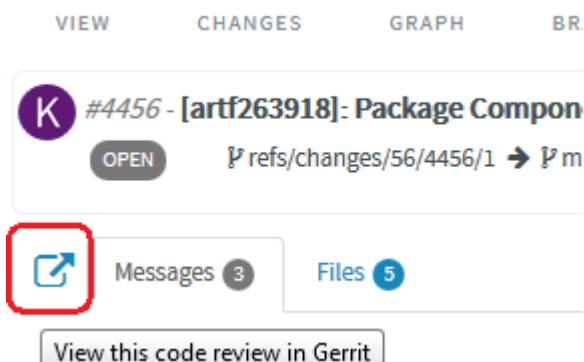 VIEW CHANGES GRAPH
K #4456 - [artf263918]: Package
OPEN refs/changes/56/4456/1
Messages 3 Files 5
View this code review in Gerrit